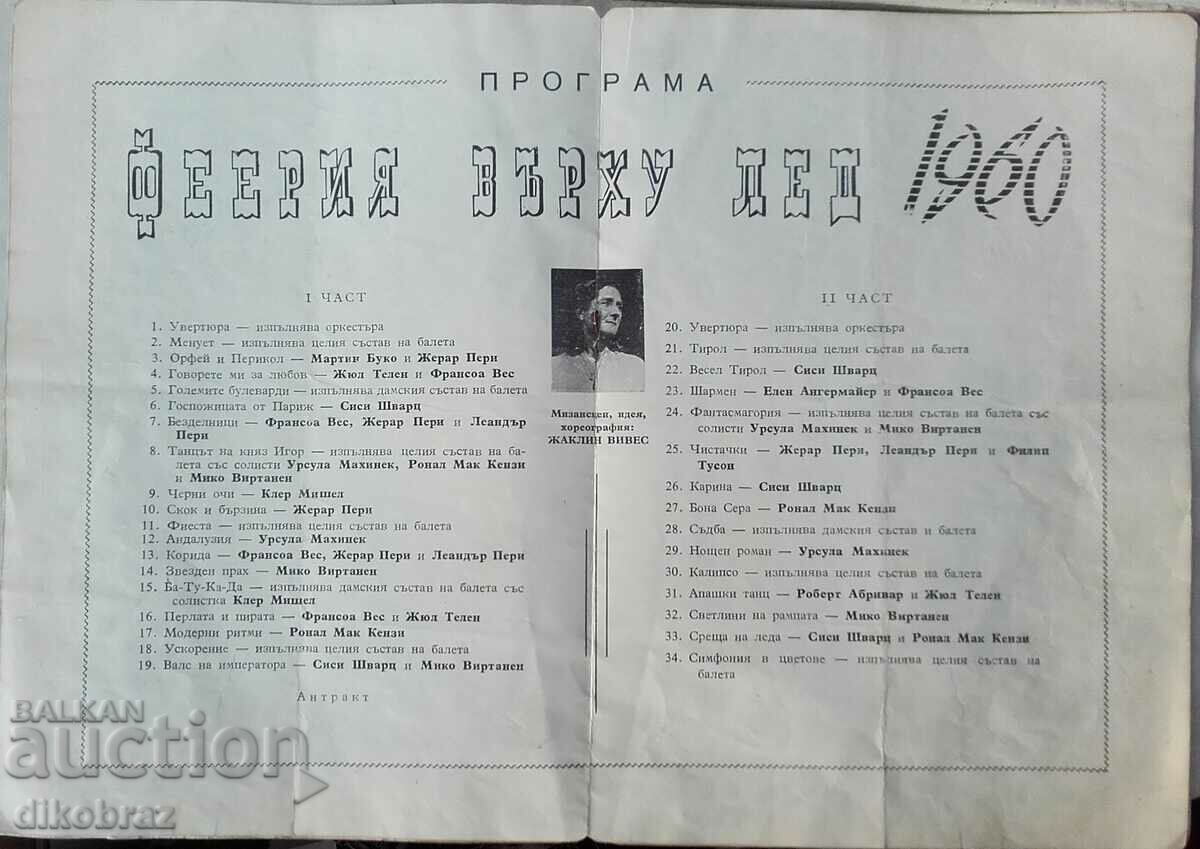 ПРОГРАМА
ФЕЕРИЯ ВЪРХУ ЛЕД 1960
I ЧАСТ
1. Увертюра — изпълнява оркестъра
2. Менует — изпълнява целия състав на балета
3. Орфей и Перикол — Мартин Буко и Жерар Пери
4. Говорете ми за любов — Жюл Телен и Франсоа Вес
5. Големите булеварди — изпълнява дамския състав на балета
6. Госпожицата от Париж — Сиси Шварц
7. Безделници — Франсоа Вес, Жерар Пери и Леандър
Пери
8. Танцът на княз Игор — изпълнява целия състав на ба-
лета със солисти Урсула Махинек, Ронал Мак Кензи
и Мико Виртанен
9. Черни очи — Клер Мишел
10. Скок и бързина — Жерар Пери
11. Фиеста — изпълнява целия състав на балета
12. Андалузия — Урсула Махинек
13. Корида — Франсоа Вес, Жерар Пери и Леандър Пери
14. Звезден прах — Мико Виртанен
15. Ба-Ту-Ка-Да — изпълнява дамския състав на балета със
солистка Клер Мишел
16. Перлата и пирата — Франсоа Вес и Жюл Телен
17. Модерни ритми — Ронал Мак Кензи
18. Ускорение — изпълнява целия състав на балета
19. Валс на императора — Сиси Шварц и Мико Виртанен
Антракт
Мизансцен, идея,
хореография:
ЖАКЛИН ВИВЕС
II ЧАСТ
20. Увертюра — изпълнява оркестъра
21. Тирол — изпълнява целия състав на балета
22. Весел Тирол — Сиси Шварц
23. Шармен — Елен Ангермайер и Франсоа Вес
24. Фантасмагория — изпълнява целия състав на балета със
солисти Урсула Махинек и Мико Виртанен
25. Чистачки — Жерар Пери, Леандър Пери и Филип
Тусон
26. Карина — Сиси Шварц
27. Бона Сера — Ронал Мак Кензи
28. Съдба — изпълнява дамския състав и балета
29. Нощен роман — Урсула Махинек
30. Калипсо — изпълнява целия състав на балета
31. Апашки танц — Роберт Абривар и Жюл Телен
32. Светлини на рампата — Мико Виртанен
33. Среща на леда — Сиси Шварц и Ронал Мак Кензи
34. Симфония в цветове — изпълнява целия състав на
балета
BALKAN
auction
dikobraz